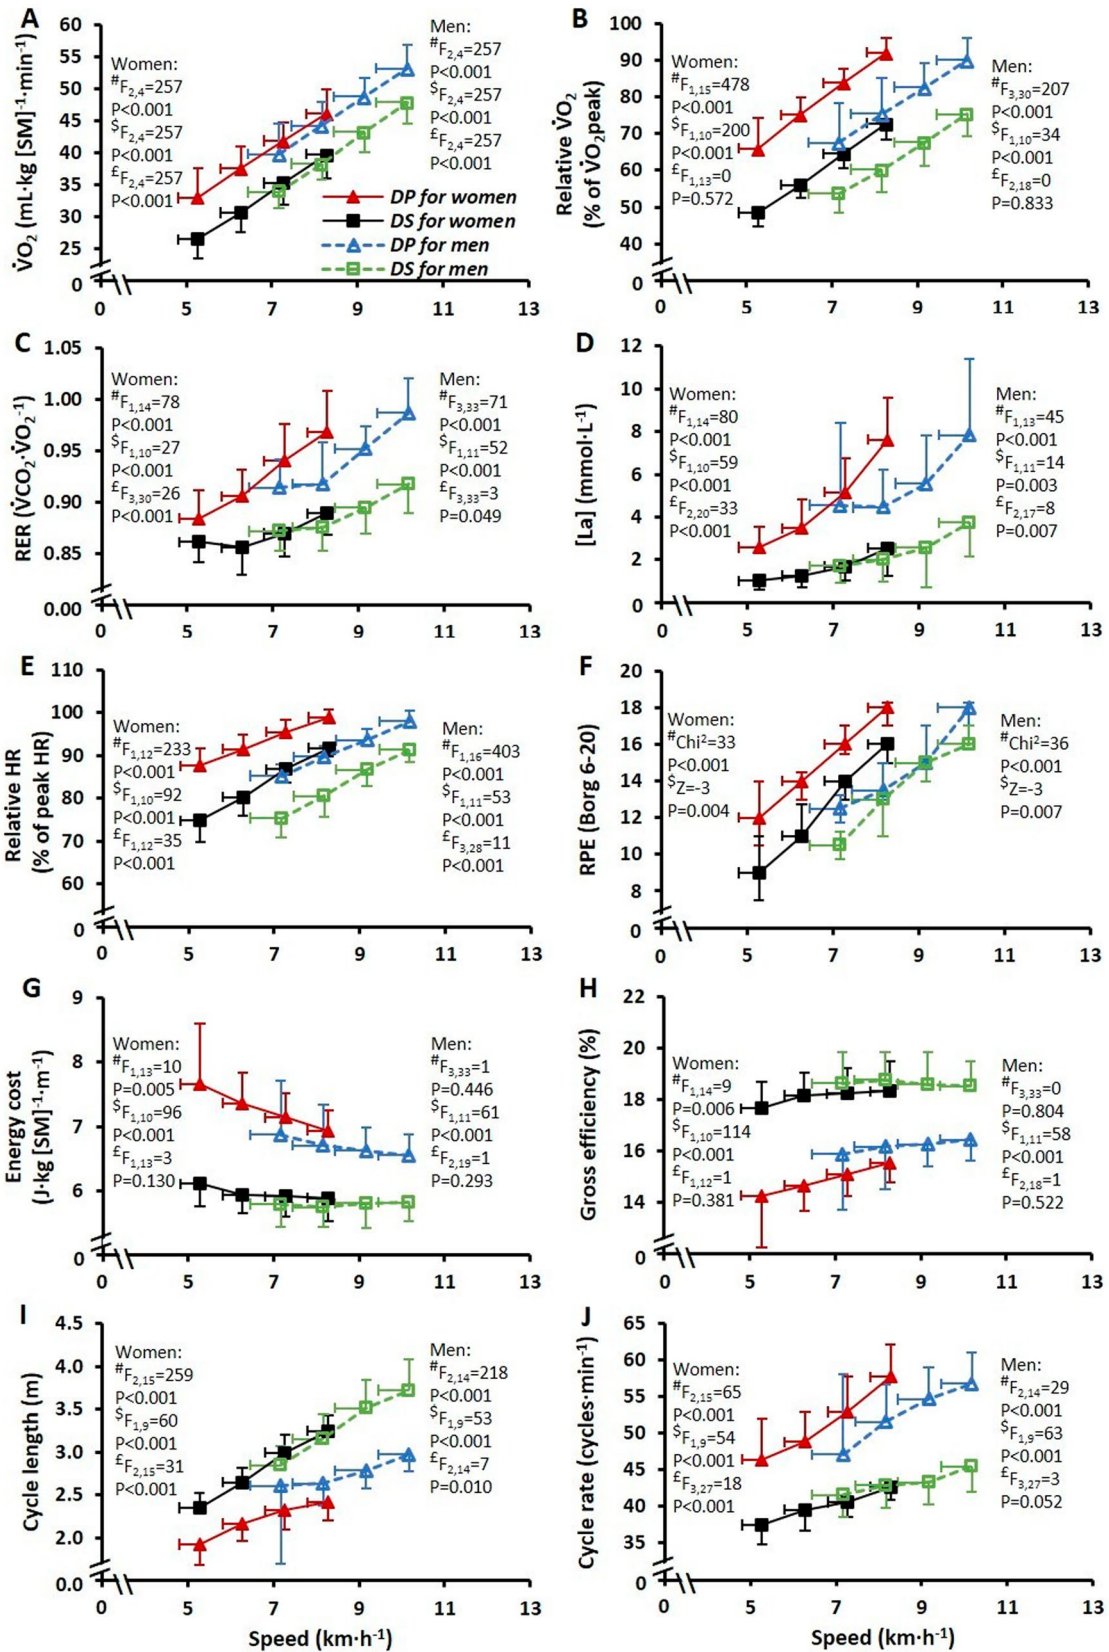 A
V̇O2 (mL·kg [SM]-1·min-1)
60
55
50
45
40
35
30
25
0
Women:
#F2,4=257
P<0.001
$F2,4=257
P<0.001
£F2,4=257
P<0.001
Men:
#F2,4=257
P<0.001
$F2,4=257
P<0.001
£F2,4=257
P<0.001
DP for women
DS for women
DP for men
DS for men
0 5 7 9 11 13
B
Relative V̇O2
(% of V̇O2peak)
100
90
80
70
60
50
40
0
Women:
#F1,15=478
P<0.001
$F1,10=200
P<0.001
£F1,13=0
P=0.572
Men:
#F3,30=207
P<0.001
$F1,10=34
P<0.001
£F2,18=0
P=0.833
0 5 7 9 11 13
C
RER (V̇CO2·V̇O2-1)
1.05
1.00
0.95
0.90
0.85
0.00
Women:
#F1,14=78
P<0.001
$F1,10=27
P<0.001
£F3,30=26
P<0.001
Men:
#F3,33=71
P<0.001
$F1,11=52
P<0.001
£F3,33=3
P=0.049
0 5 7 9 11 13
D
[La] (mmol·L-1)
12
10
8
6
4
2
0
Women:
#F1,14=80
P<0.001
$F1,10=59
P<0.001
£F2,20=33
P<0.001
Men:
#F1,13=45
P<0.001
$F1,11=14
P=0.003
£F2,17=8
P=0.007
0 5 7 9 11 13
E
Relative HR
(% of peak HR)
110
100
90
80
70
60
0
Women:
#F1,12=233
P<0.001
$F1,10=92
P<0.001
£F1,12=35
P<0.001
Men:
#F1,16=403
P<0.001
$F1,11=53
P<0.001
£F3,28=11
P<0.001
0 5 7 9 11 13
F
RPE (Borg 6-20)
20
18
16
14
12
10
8
0
Women:
#Chi2=33
P<0.001
$Z=-3
P=0.004
Men:
#Chi2=36
P<0.001
$Z=-3
P=0.007
0 5 7 9 11 13
G
Energy cost
(J·kg [SM]-1·m-1)
9
8
7
6
0
Women:
#F1,13=10
P=0.005
$F1,10=96
P<0.001
£F1,13=3
P=0.130
Men:
#F3,33=1
P=0.446
$F1,11=61
P<0.001
£F2,19=1
P=0.293
0 5 7 9 11 13
H
Gross efficiency (%)
22
20
18
16
14
0
Women:
#F1,14=9
P=0.006
$F1,10=114
P<0.001
£F1,12=1
P=0.381
Men:
#F3,33=0
P=0.804
$F1,11=58
P<0.001
£F2,18=1
P=0.522
0 5 7 9 11 13
I
Cycle length (m)
4.5
4.0
3.5
3.0
2.5
2.0
0.0
Women:
#F2,15=259
P<0.001
$F1,9=60
P<0.001
£F2,15=31
P<0.001
Men:
#F2,14=218
P<0.001
$F1,9=53
P<0.001
£F2,14=7
P=0.010
0 5 7 9 11 13
Speed (km·h-1)
J
Cycle rate (cycles·min-1)
65
60
55
50
45
40
35
0
Women:
#F2,15=65
P<0.001
$F1,9=54
P<0.001
£F3,27=18
P<0.001
Men:
#F2,14=29
P<0.001
$F1,9=63
P<0.001
£F3,27=3
P=0.052
0 5 7 9 11 13
Speed (km·h-1)